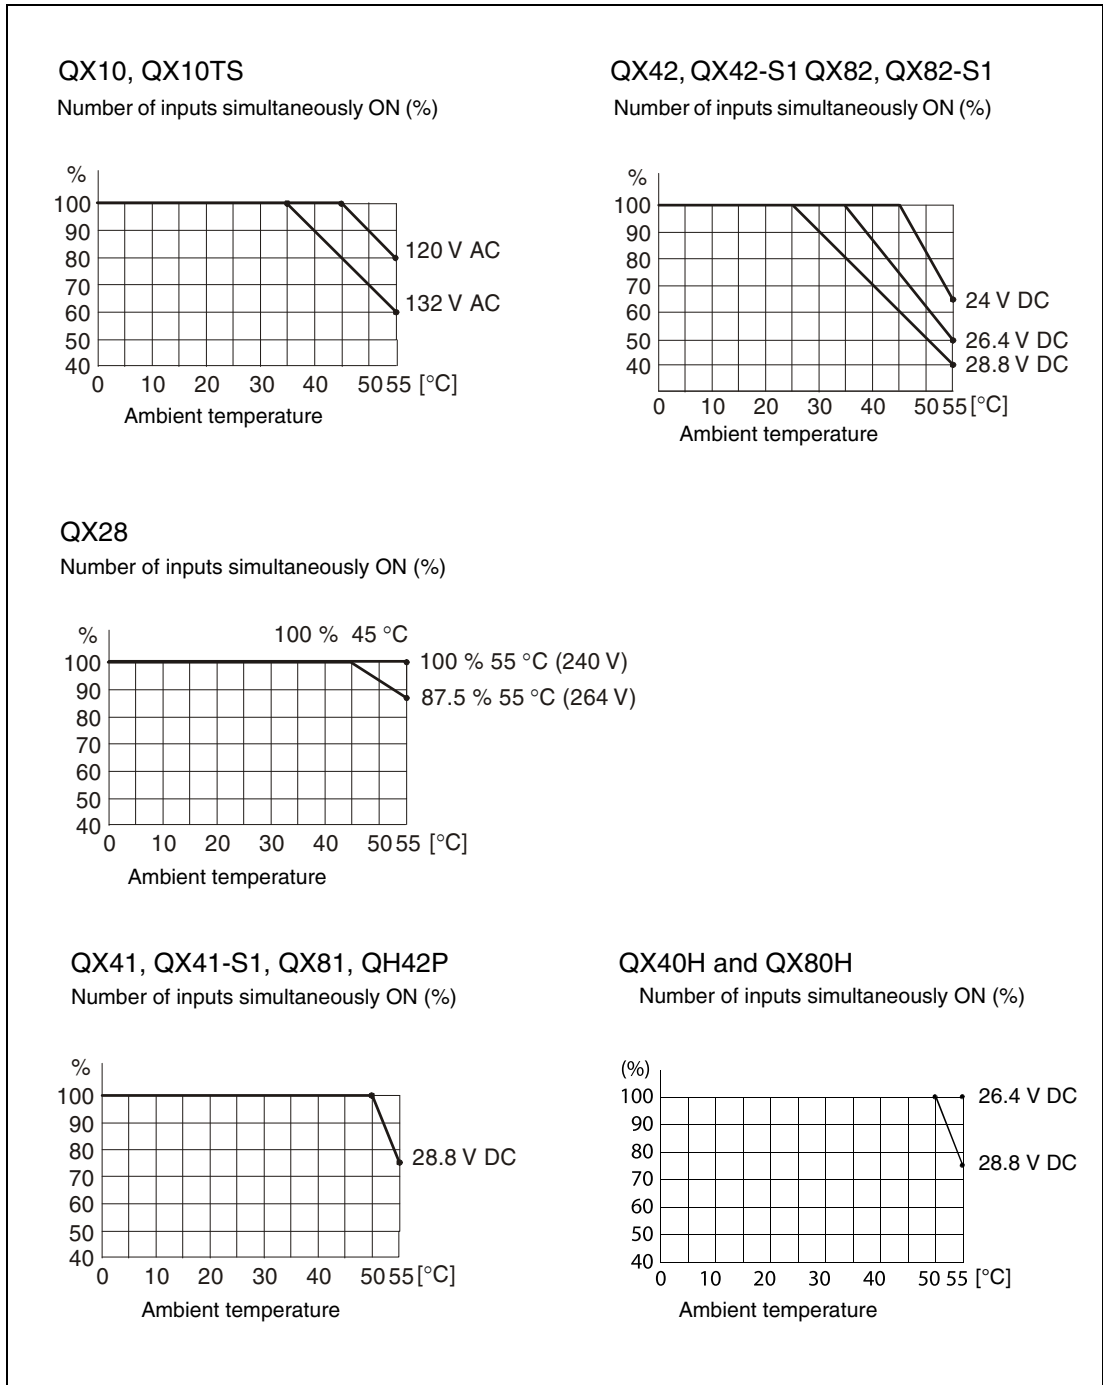 QX10, QX10TS
Number of inputs simultaneously ON (%)
%
100
90
80
70
60
50
40
120 V AC
132 V AC
0 10 20 30 40 50 55 [°C]
Ambient temperature
QX42, QX42-S1 QX82, QX82-S1
Number of inputs simultaneously ON (%)
%
100
90
80
70
60
50
40
24 V DC
26.4 V DC
28.8 V DC
0 10 20 30 40 50 55 [°C]
Ambient temperature
QX28
Number of inputs simultaneously ON (%)
%
100 % 45 °C
100
90
80
70
60
50
40
100 % 55 °C (240 V)
87.5 % 55 °C (264 V)
0 10 20 30 40 50 55 [°C]
Ambient temperature
QX41, QX41-S1, QX81, QH42P
Number of inputs simultaneously ON (%)
%
100
90
80
70
60
50
40
28.8 V DC
0 10 20 30 40 50 55 [°C]
Ambient temperature
QX40H and QX80H
Number of inputs simultaneously ON (%)
(%)
100
90
80
70
60
50
40
26.4 V DC
28.8 V DC
0 10 20 30 40 50 55 [°C]
Ambient temperature